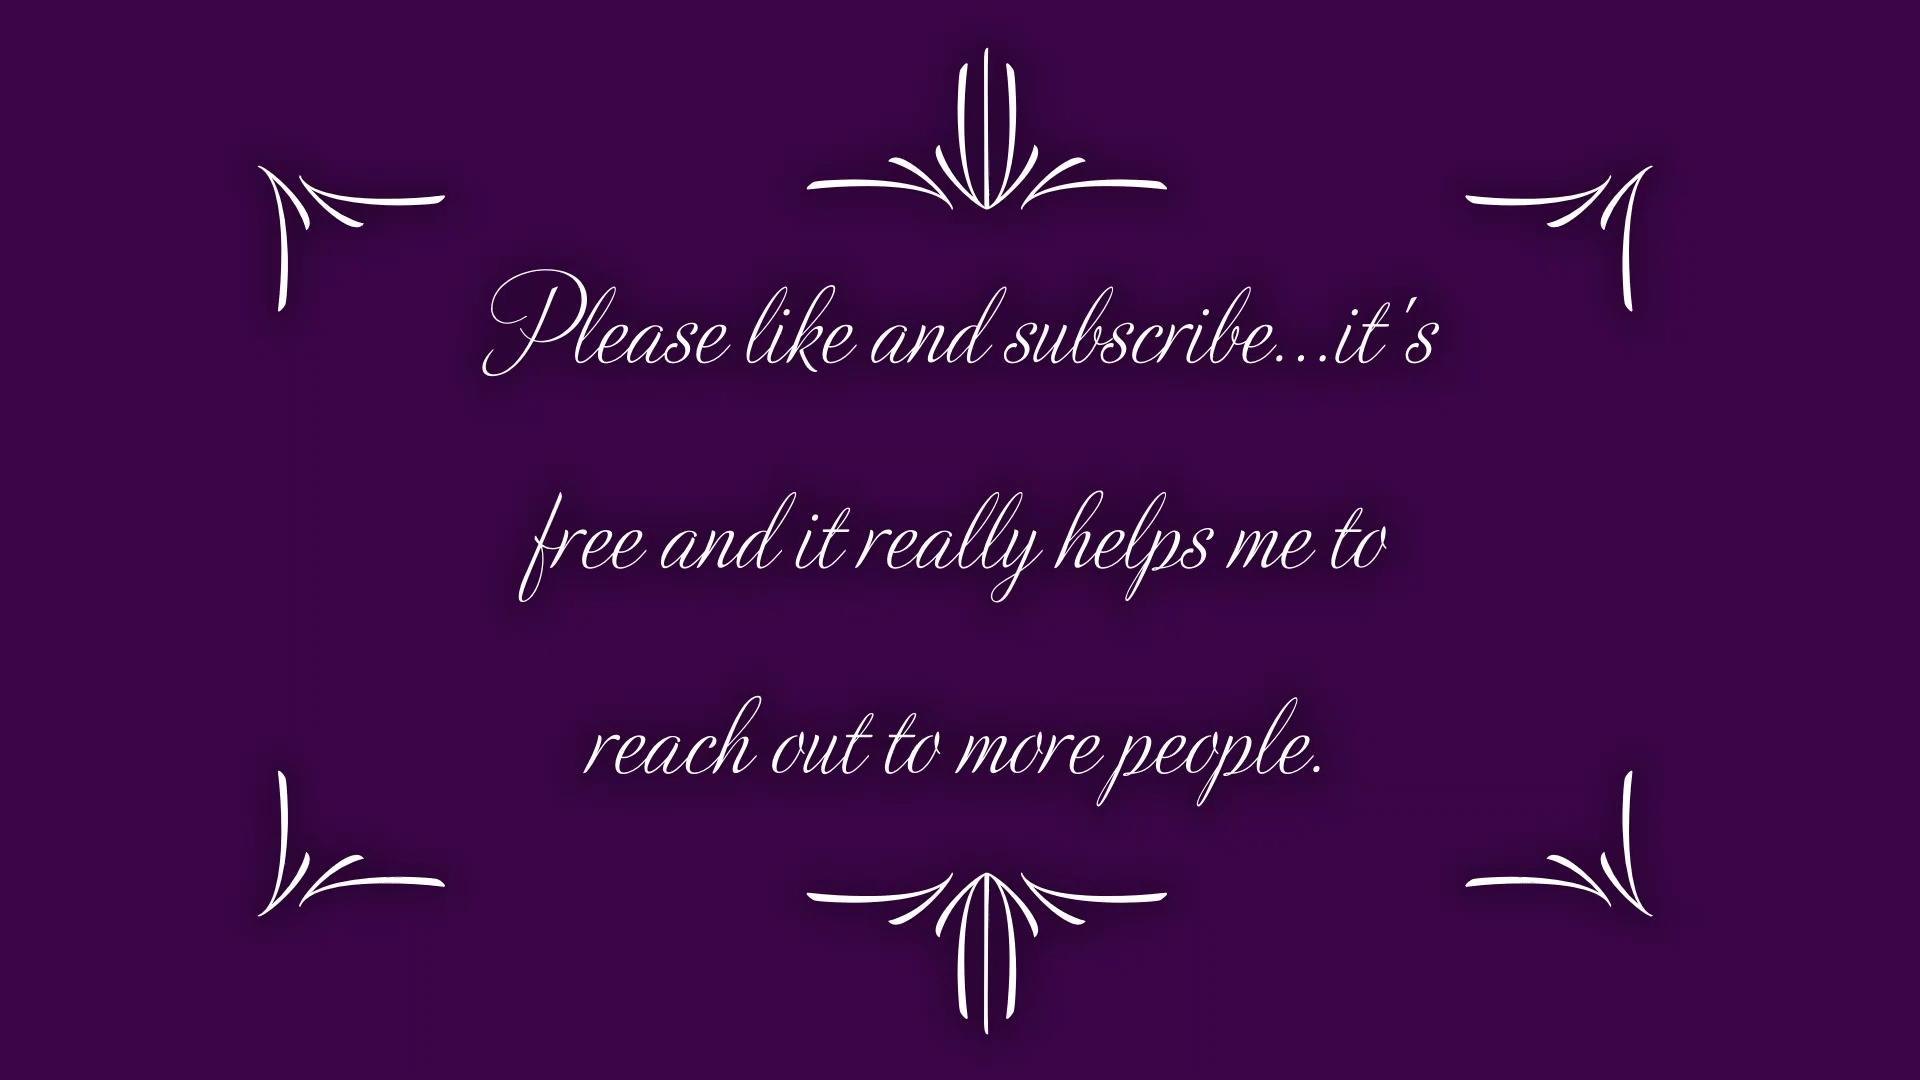 Please like and subscribe...it's
free and it really helps me to
reach out to more people.